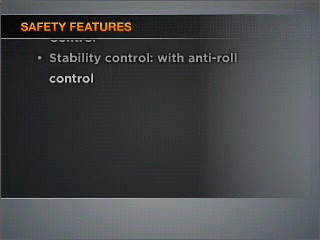 SAFETY FEATURES
• Stability control: with anti-roll
control